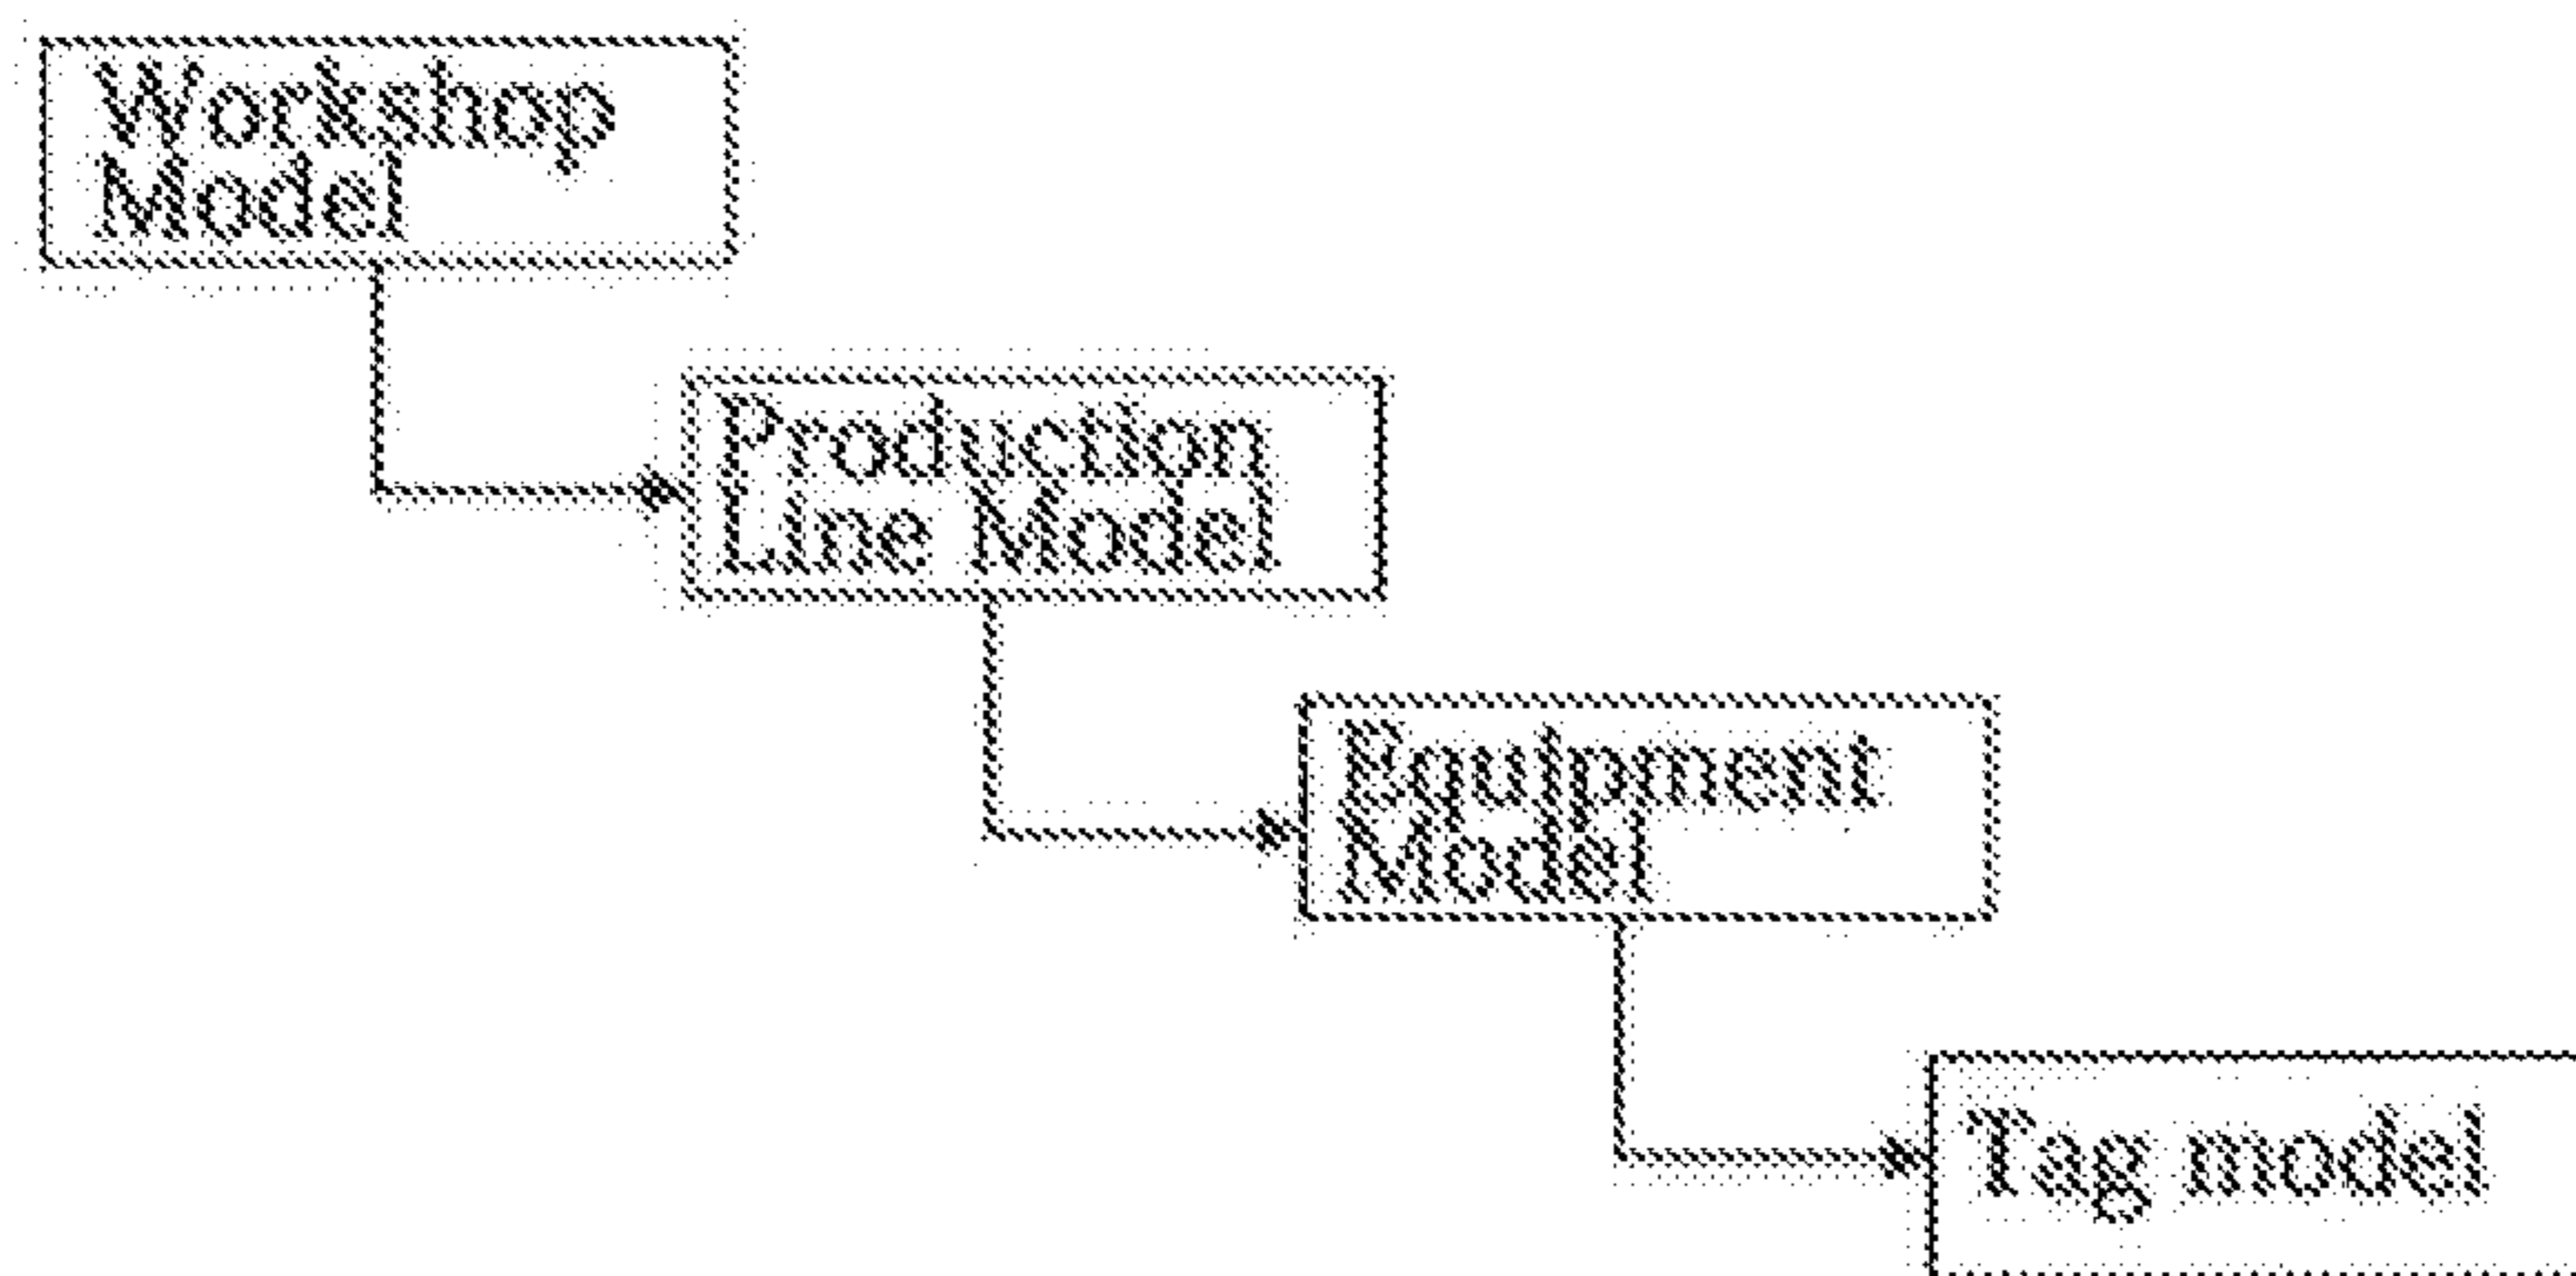 Workshop
Model
Production
Line Model
Equipment
Model
Tag model